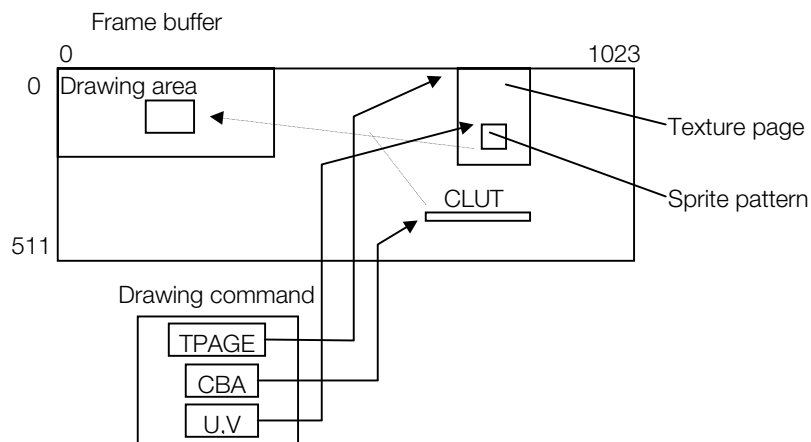 Frame buffer
0
1023
0
Drawing area
Texture page
Sprite pattern
CLUT
511
Drawing command
TPAGE
CBA
U,V